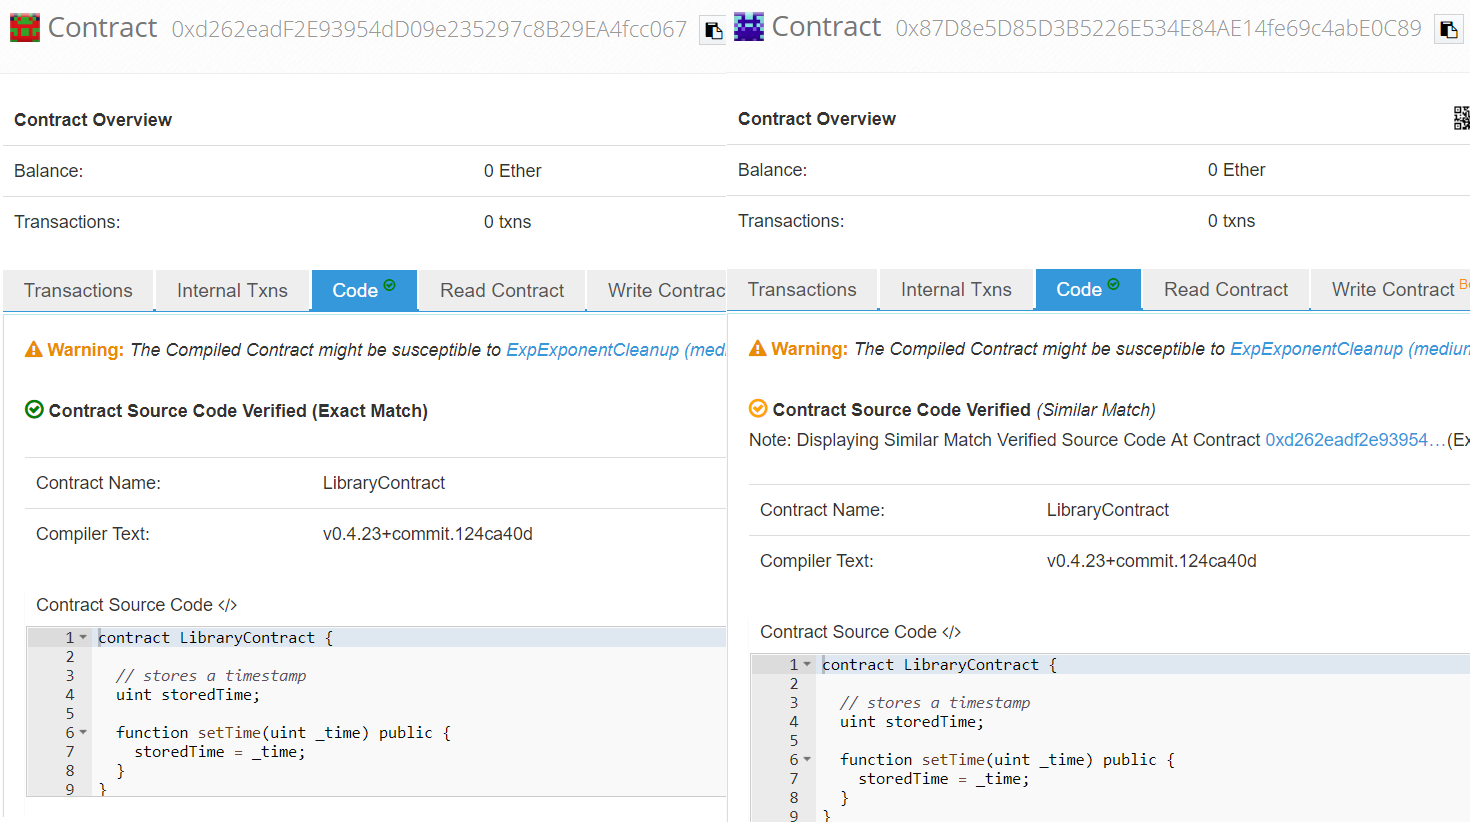 Contract 0xd262eadF2E93954dD09e235297c8B29EA4fcc067
Contract Overview
Balance: 0 Ether
Transactions: 0 txns
Transactions Internal Txns Code Read Contract Write Contrac
Warning: The Compiled Contract might be susceptible to ExpExponentCleanup (med
Contract Source Code Verified (Exact Match)
Contract Name: LibraryContract
Compiler Text: v0.4.23+commit.124ca40d
Contract Source Code </>
1 contract LibraryContract {
2
3 // stores a timestamp
4 uint storedTime;
5
6 function setTime(uint _time) public {
7 storedTime = _time;
8 }
9 }
Contract 0x87D8e5D85D3B5226E534E84AE14fe69c4abE0C89
Contract Overview
Balance: 0 Ether
Transactions: 0 txns
Transactions Internal Txns Code Read Contract Write Contract Be
Warning: The Compiled Contract might be susceptible to ExpExponentCleanup (medium
Contract Source Code Verified (Similar Match)
Note: Displaying Similar Match Verified Source Code At Contract 0xd262eadf2e93954...(Ex
Contract Name: LibraryContract
Compiler Text: v0.4.23+commit.124ca40d
Contract Source Code </>
1 contract LibraryContract {
2
3 // stores a timestamp
4 uint storedTime;
5
6 function setTime(uint _time) public {
7 storedTime = _time;
8 }
9 }